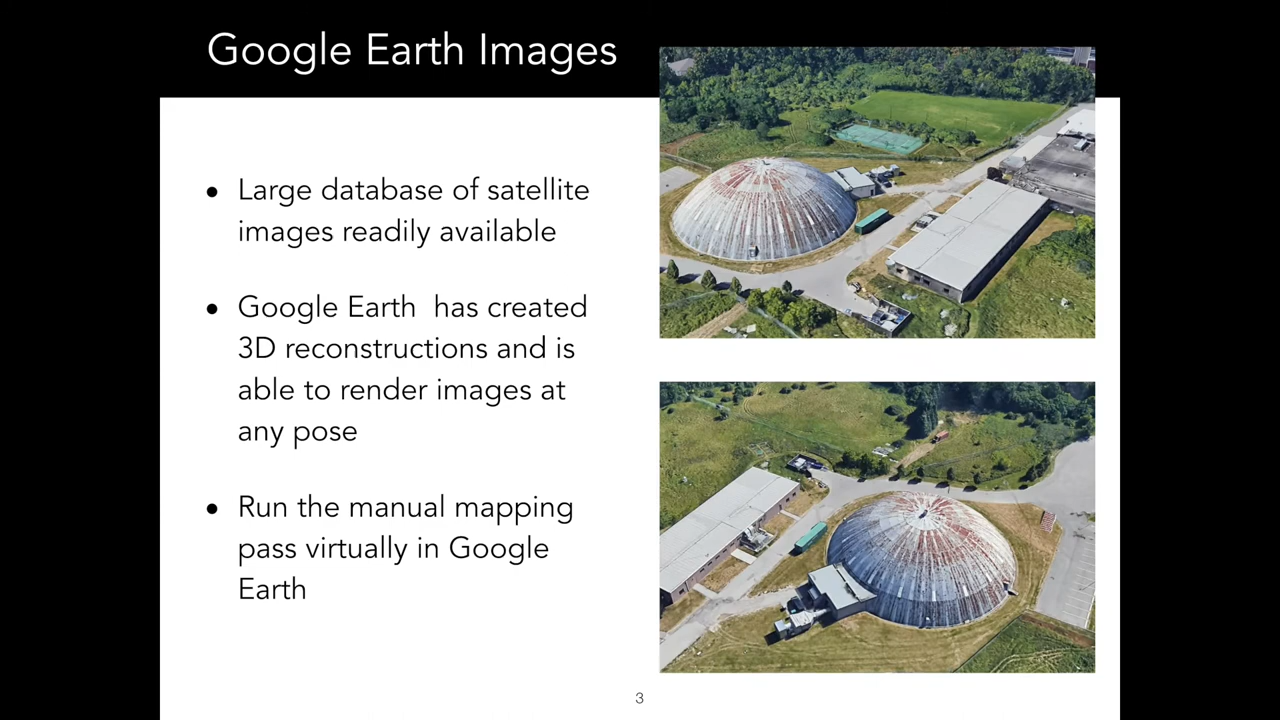 Google Earth Images
• Large database of satellite
images readily available
• Google Earth has created
3D reconstructions and is
able to render images at
any pose
• Run the manual mapping
pass virtually in Google
Earth
3